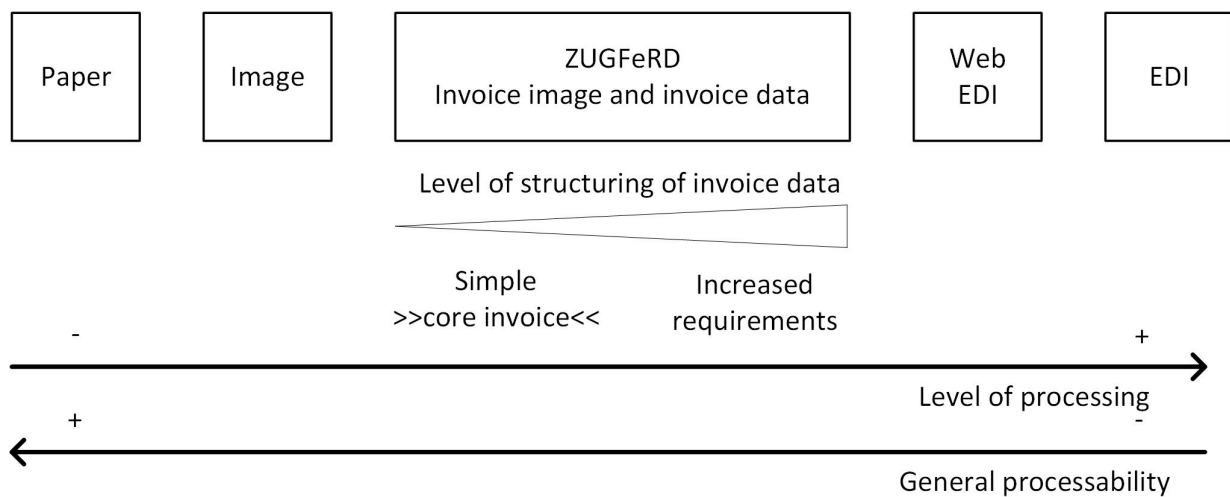 Paper
Image
ZUGFeRD
Invoice image and invoice data
Web
EDI
EDI
Level of structuring of invoice data
Simple
>>core invoice<<
Increased
requirements
- +
Level of processing
+ -
General processability